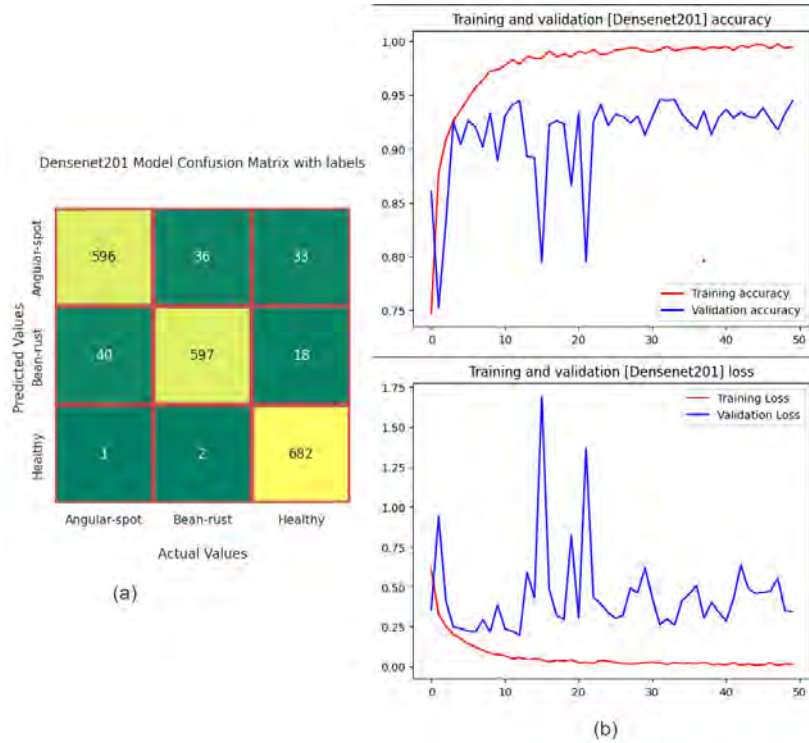 Densenet201 Model Confusion Matrix with labels
Predicted Values
Angular-spot
596
36
33
Bean-rust
40
597
18
Healthy
1
2
682
Angular-spot
Bean-rust
Healthy
Actual Values
(a)
Training and validation [Densenet201] accuracy
1.00
0.95
0.90
0.85
0.80
0.75
Training accuracy
Validation accuracy
0
10
20
30
40
50
Training and validation [Densenet201] loss
1.75
1.50
1.25
1.00
0.75
0.50
0.25
0.00
Training Loss
Validation Loss
0
10
20
30
40
50
(b)